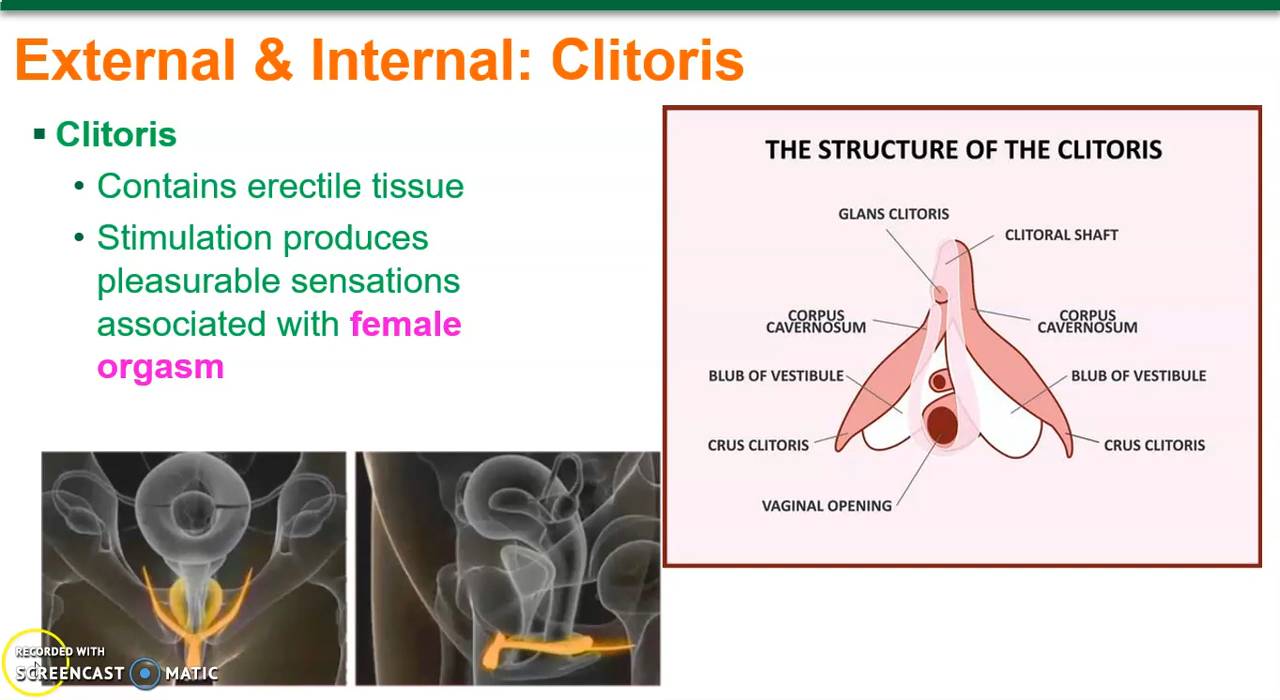 External & Internal: Clitoris
▪ Clitoris
• Contains erectile tissue
• Stimulation produces
pleasurable sensations
associated with female
orgasm
THE STRUCTURE OF THE CLITORIS
GLANS CLITORIS
CLITORAL SHAFT
CORPUS
CAVERNOSUM
CORPUS
CAVERNOSUM
BLUB OF VESTIBULE
BLUB OF VESTIBULE
CRUS CLITORIS
CRUS CLITORIS
VAGINAL OPENING
RECORDED WITH
SCREENCAST MATIC